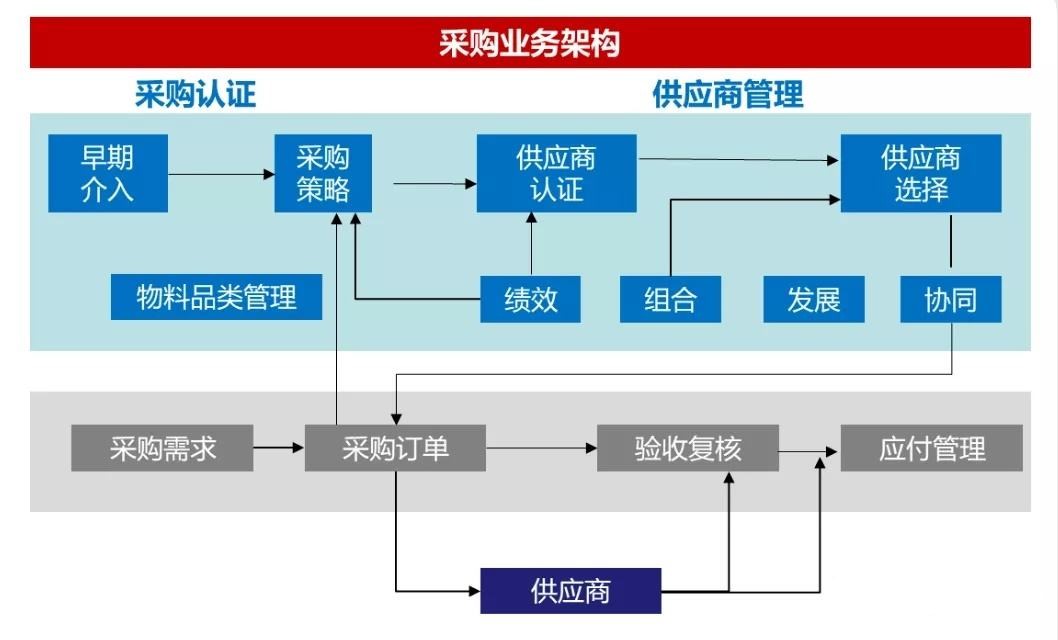 采购业务架构
采购认证
供应商管理
早期
介入
采购
策略
供应商
认证
供应商
选择
物料品类管理
绩效
组合
发展
协同
采购需求
采购订单
验收复核
应付管理
供应商